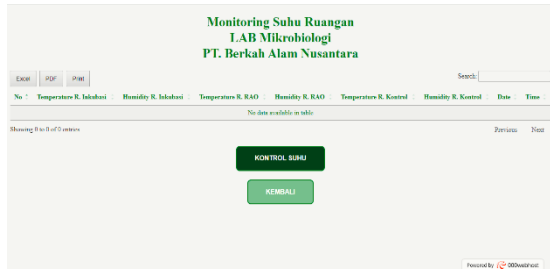 Monitoring Suhu Ruangan
LAB Mikrobiologi
PT. Berkah Alam Nusantara
Excel PDF Print Search:
No Temperature R. Inkubasi Humidity R. Inkubasi Temperature R. RAO Humidity R. RAO Temperature R. Kontrol Humidity R. Kontrol Date Time
No data available in table
Showing 0 to 0 of 0 entries Previous Next
KONTROL SUHU
KEMBALI
Powered by 000webhost